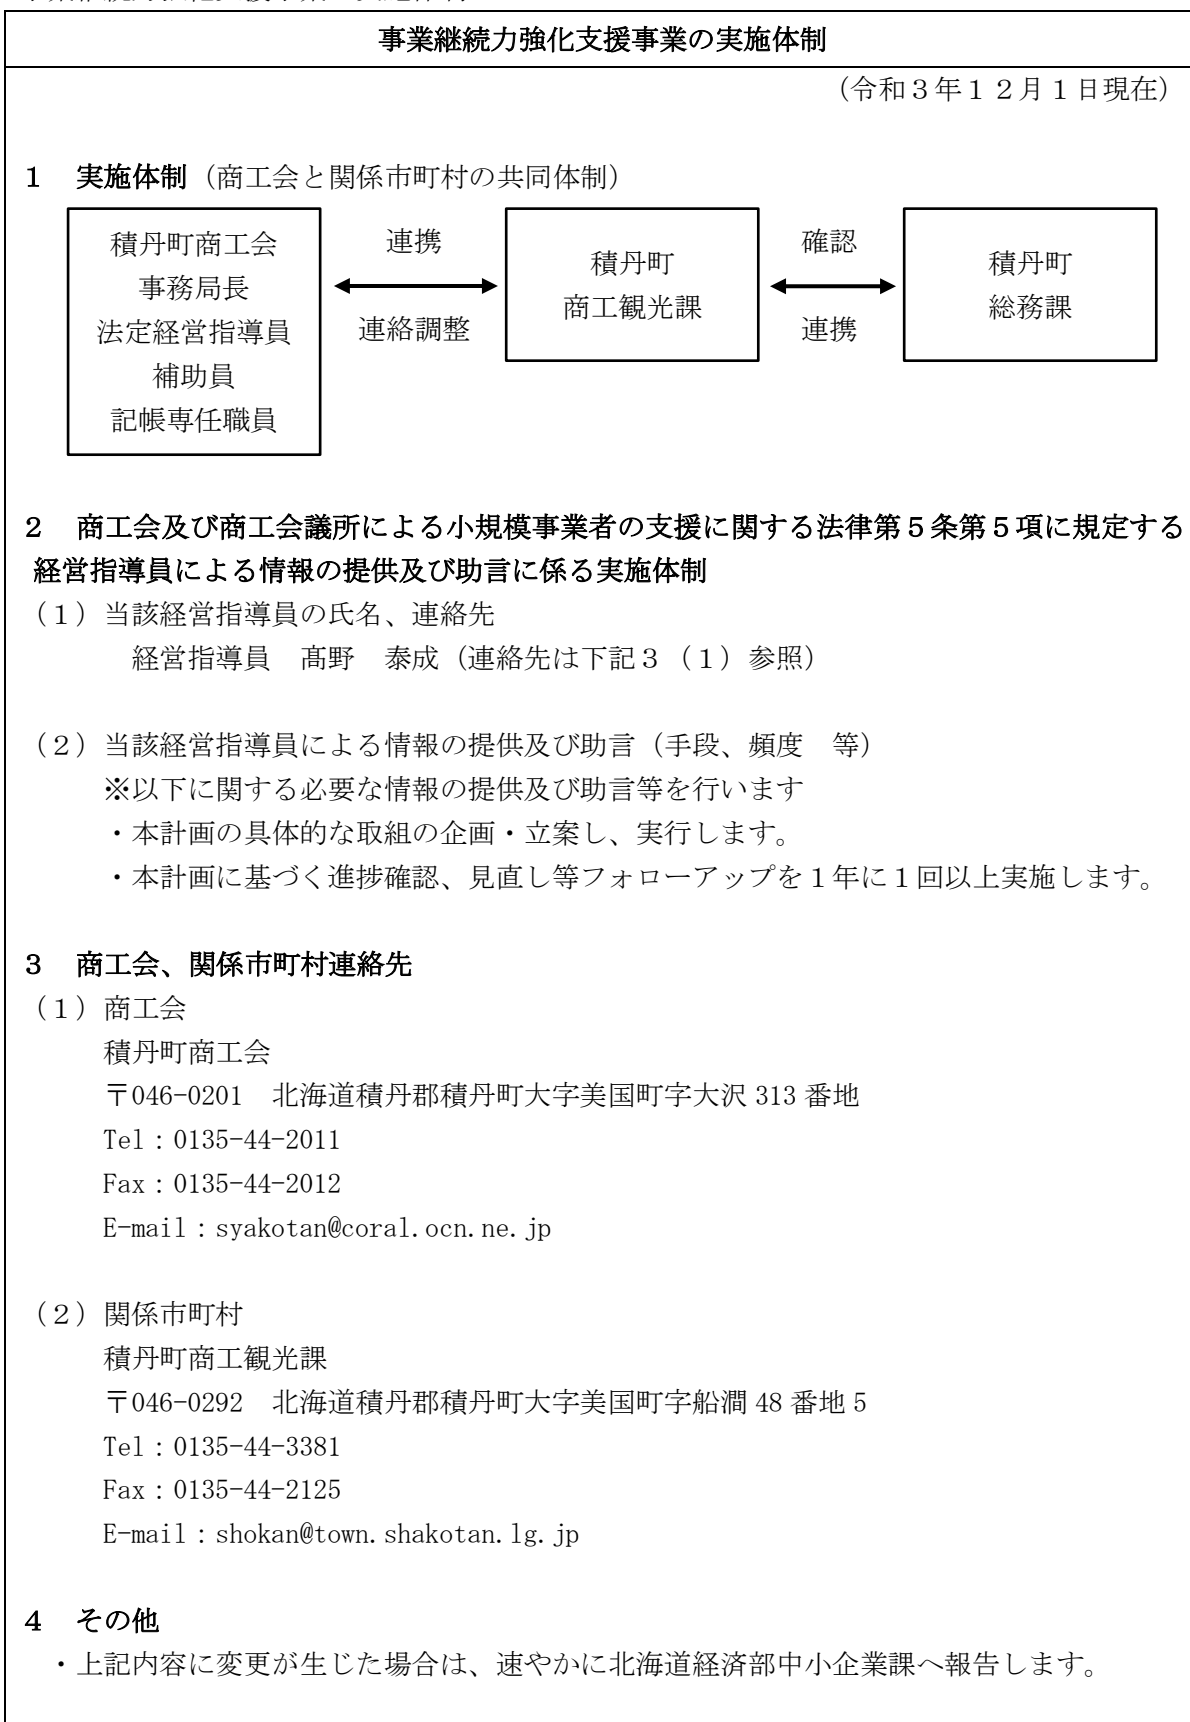 事業継続力強化支援事業の実施体制
（令和３年１２月１日現在）
１　実施体制（商工会と関係市町村の共同体制）
積丹町商工会
事務局長
法定経営指導員
補助員
記帳専任職員
連携
連絡調整
積丹町
商工観光課
確認
連携
積丹町
総務課
２　商工会及び商工会議所による小規模事業者の支援に関する法律第５条第５項に規定する
経営指導員による情報の提供及び助言に係る実施体制
（１）当該経営指導員の氏名、連絡先
経営指導員　髙野　泰成（連絡先は下記３（１）参照）
（２）当該経営指導員による情報の提供及び助言（手段、頻度　等）
※以下に関する必要な情報の提供及び助言等を行います
・本計画の具体的な取組の企画・立案し、実行します。
・本計画に基づく進捗確認、見直し等フォローアップを１年に１回以上実施します。
３　商工会、関係市町村連絡先
（１）商工会
積丹町商工会
〒046-0201　北海道積丹郡積丹町大字美国町字大沢 313 番地
Tel：0135-44-2011
Fax：0135-44-2012
E-mail：syakotan@coral.ocn.ne.jp
（２）関係市町村
積丹町商工観光課
〒046-0292　北海道積丹郡積丹町大字美国町字船澗 48 番地 5
Tel：0135-44-3381
Fax：0135-44-2125
E-mail：shokan@town.shakotan.lg.jp
４　その他
・上記内容に変更が生じた場合は、速やかに北海道経済部中小企業課へ報告します。